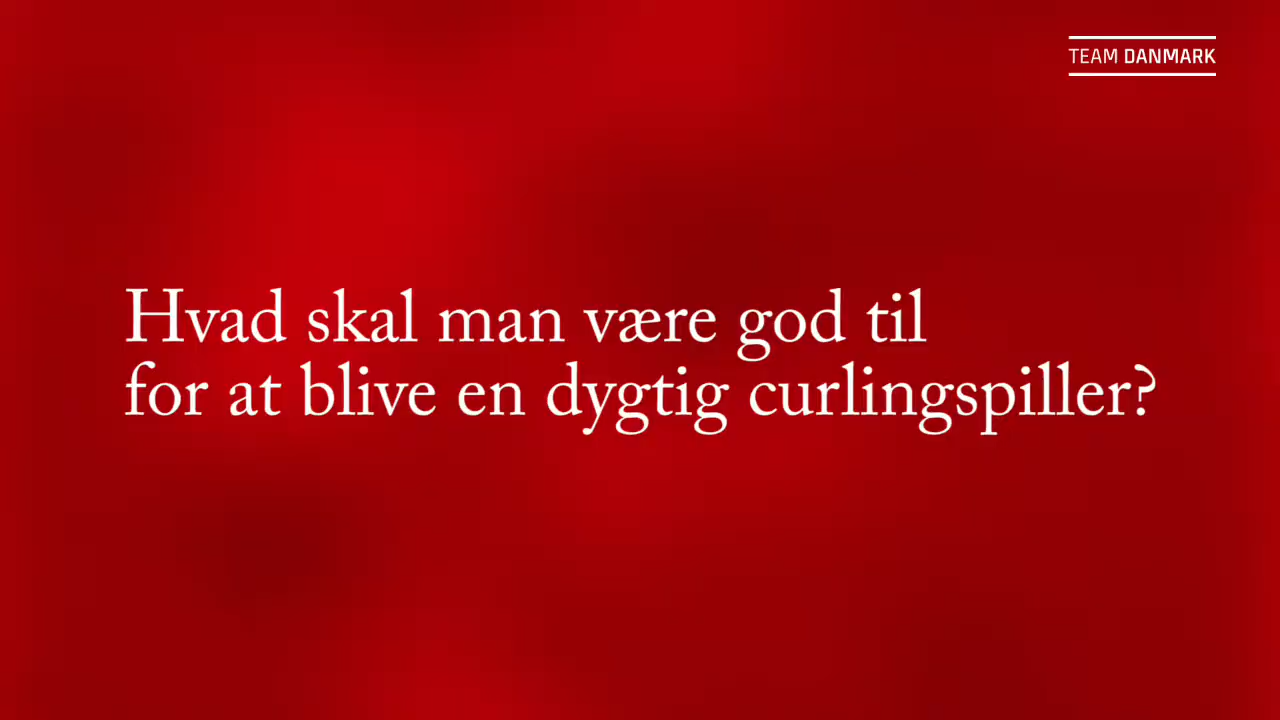 TEAM DANMARK
Hvad skal man være god til
for at blive en dygtig curlingspiller?